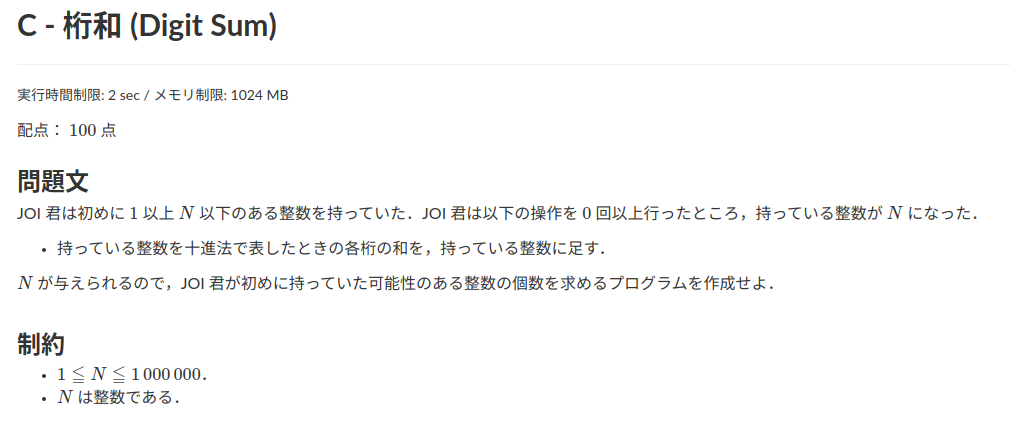 C - 桁和 (Digit Sum)
実行時間制限: 2 sec / メモリ制限: 1024 MB
配点： 100 点
問題文
JOI 君は初めに 1 以上 N 以下のある整数を持っていた．JOI 君は以下の操作を 0 回以上行ったところ，持っている整数が N になった．
• 持っている整数を十進法で表したときの各桁の和を，持っている整数に足す．
N が与えられるので，JOI 君が初めに持っていた可能性のある整数の個数を求めるプログラムを作成せよ．
制約
• 1 ≦ N ≦ 1 000 000．
• N は整数である．